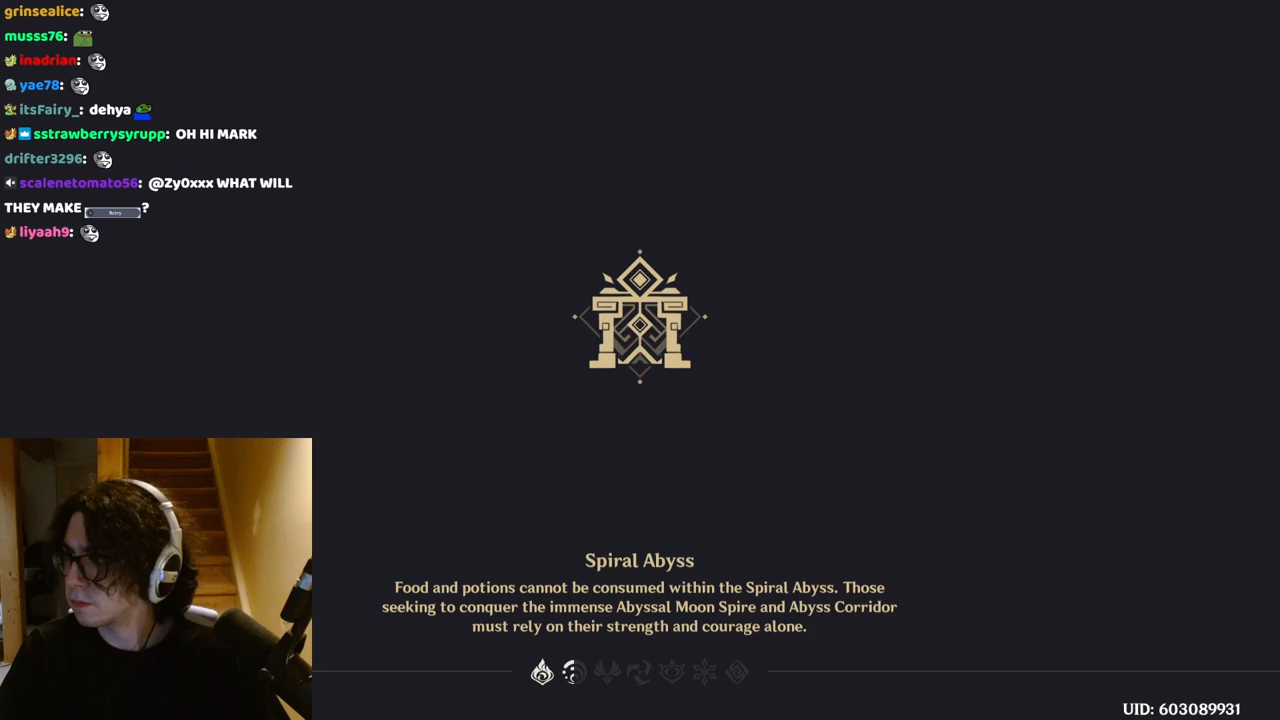 grinsealice:
musss76:
inadrian:
yae78:
itsFairy_: dehya
sstrawberrysyrupp: OH HI MARK
drifter3296:
scalenetomato56: @Zy0xxx WHAT WILL
THEY MAKE Retry ?
liyaah9:
Spiral Abyss
Food and potions cannot be consumed within the Spiral Abyss. Those
seeking to conquer the immense Abyssal Moon Spire and Abyss Corridor
must rely on their strength and courage alone.
UID: 603089931